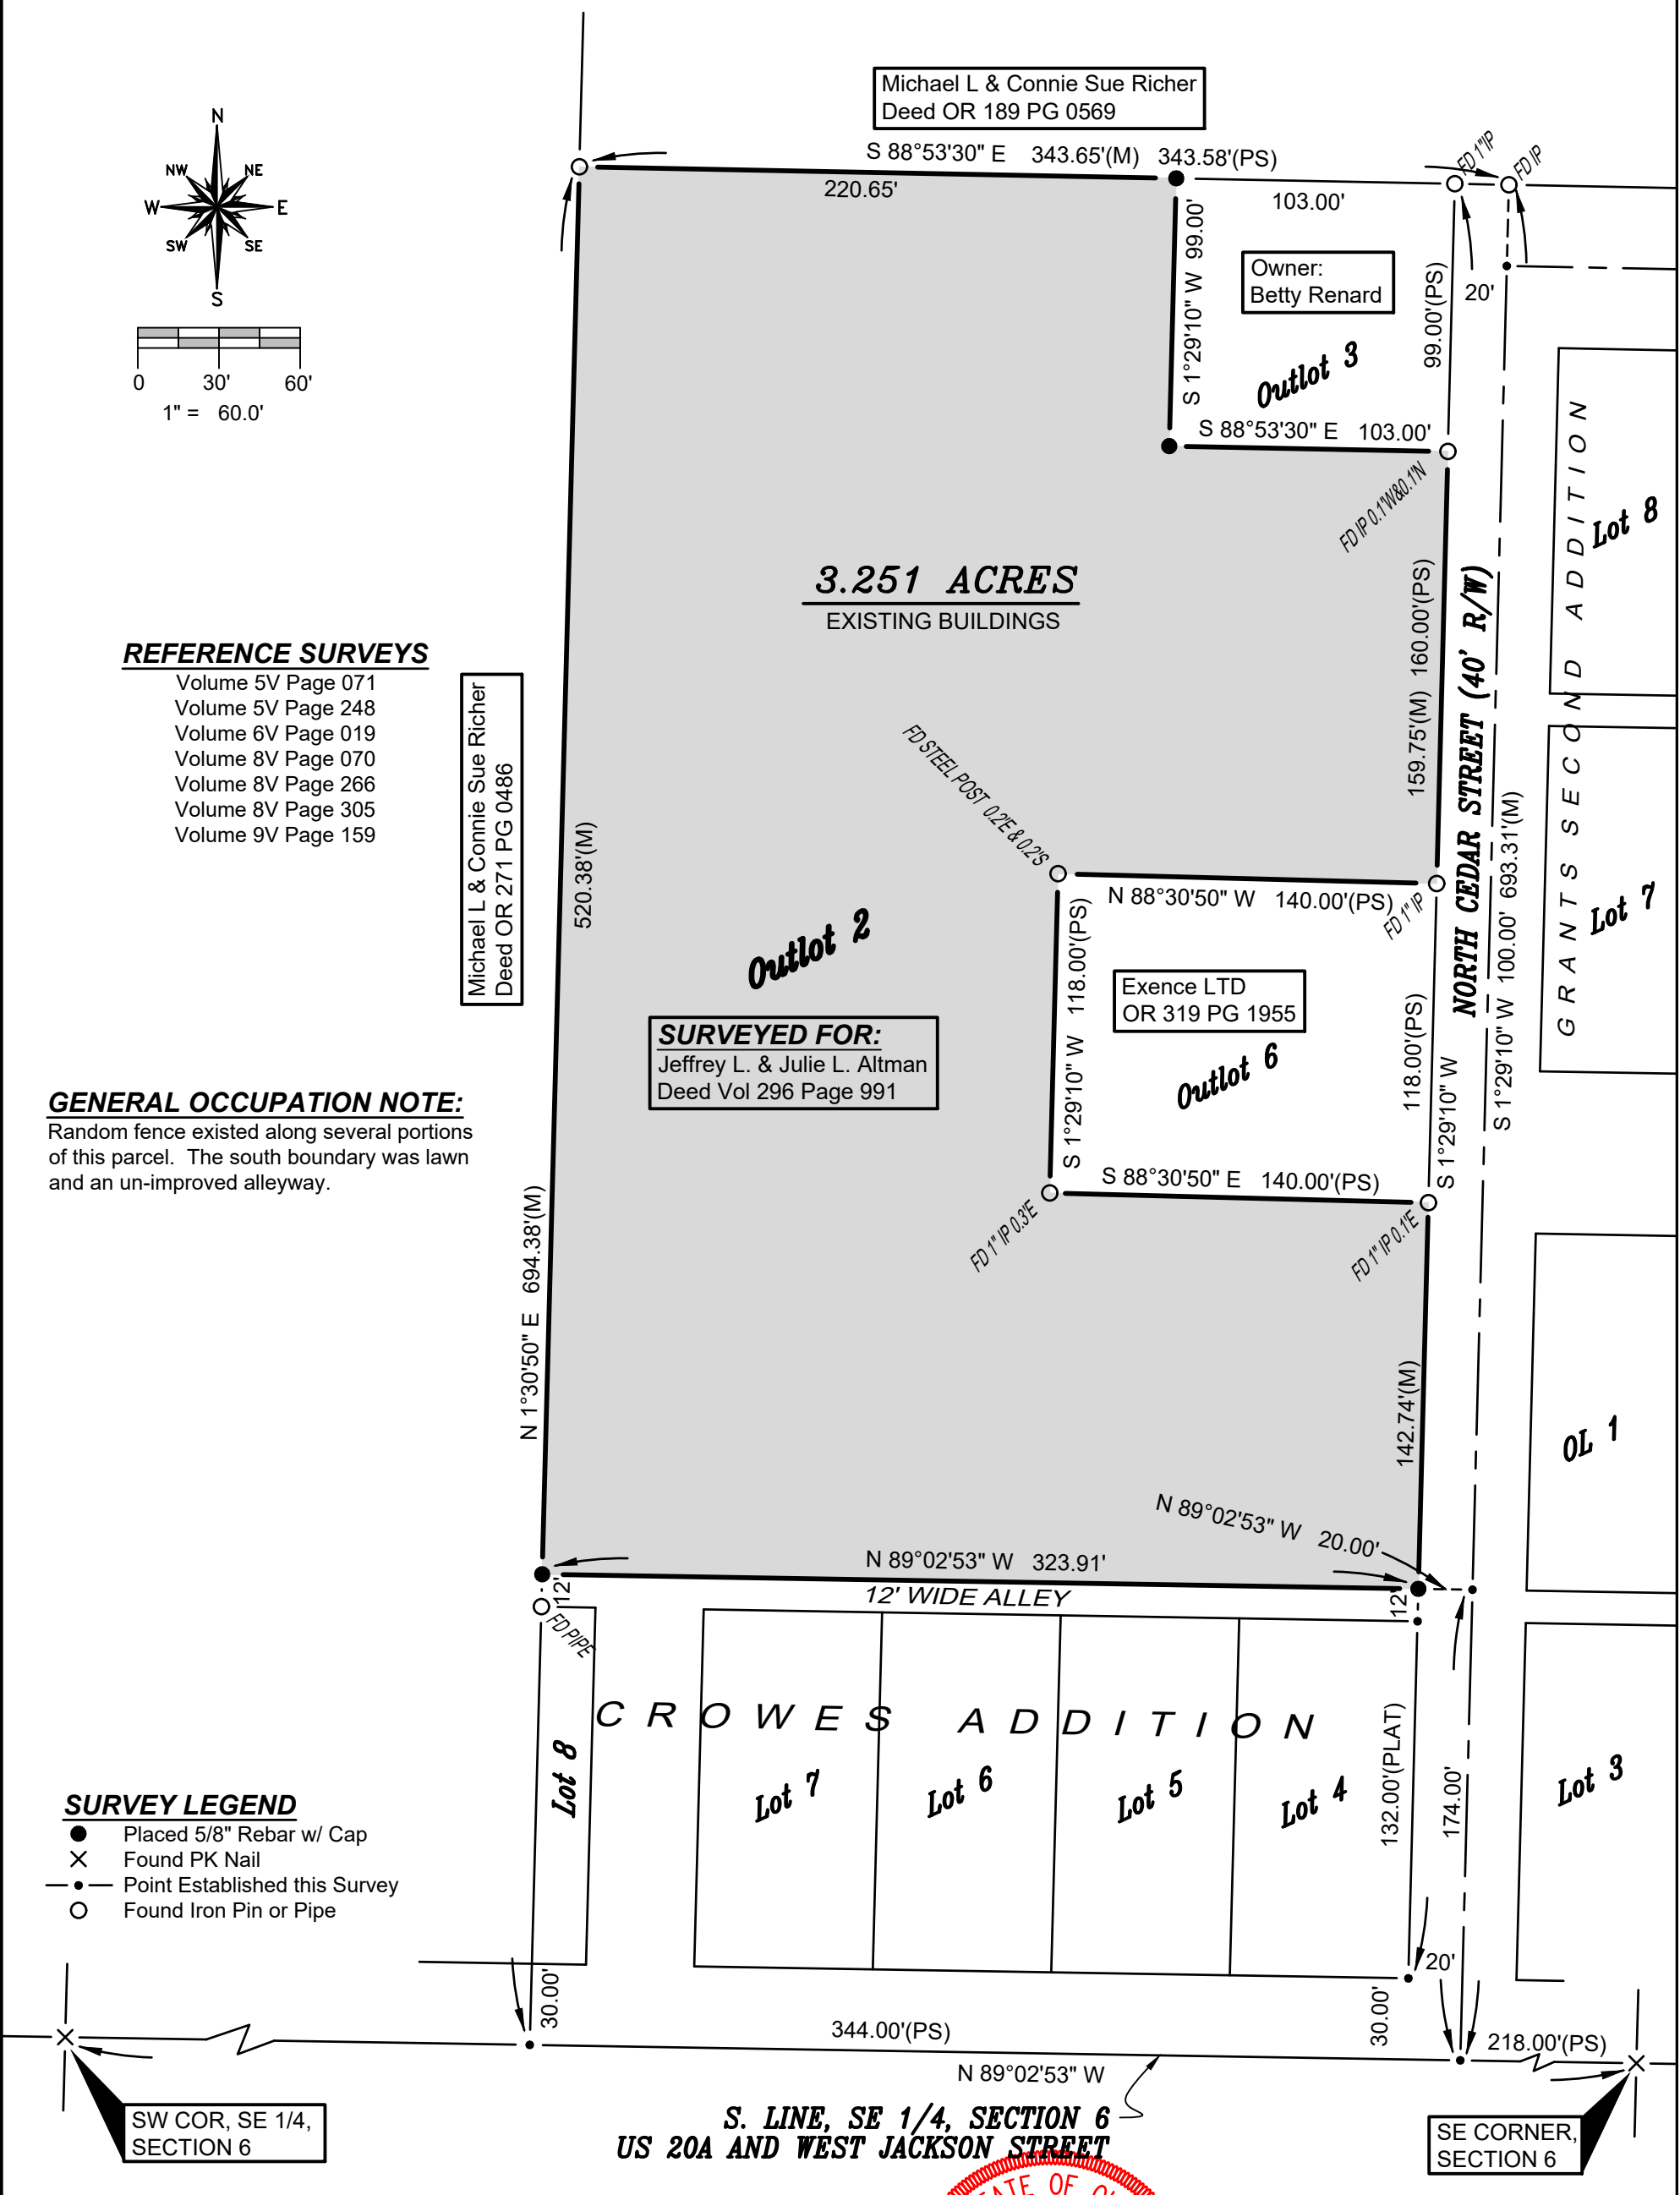 Michael L & Connie Sue Richer
Deed OR 189 PG 0569
N
NW
NE
W
E
SW
SE
S
0 30' 60'
1" = 60.0'
S 88°53'30" E 343.65'(M) 343.58'(PS)
220.65'
103.00'
FD 1"IP
FD IP
S 1°29'10" W 99.00'
Owner:
Betty Renard
99.00'(PS)
20'
Outlot 3
S 88°53'30" E 103.00'
FD IP 0.1'W&0.1'N
3.251 ACRES
EXISTING BUILDINGS
159.75'(M) 160.00'(PS)
NORTH CEDAR STREET (40' R/W)
GRANTS SECOND ADDITION
Lot 8
Lot 7
REFERENCE SURVEYS
Volume 5V Page 071
Volume 5V Page 248
Volume 6V Page 019
Volume 8V Page 070
Volume 8V Page 266
Volume 8V Page 305
Volume 9V Page 159
Michael L & Connie Sue Richer
Deed OR 271 PG 0486
520.38'(M)
FD STEEL POST 0.2'E & 0.2'S
N 88°30'50" W 140.00'(PS)
FD 1" IP
Outlot 2
S 1°29'10" W 118.00'(PS)
Exence LTD
OR 319 PG 1955
Outlot 6
118.00'(PS)
S 1°29'10" W
S 1°29'10" W 100.00' 693.31'(M)
SURVEYED FOR:
Jeffrey L. & Julie L. Altman
Deed Vol 296 Page 991
GENERAL OCCUPATION NOTE:
Random fence existed along several portions
of this parcel. The south boundary was lawn
and an un-improved alleyway.
S 88°30'50" E 140.00'(PS)
FD 1" IP 0.3'E
FD 1" IP 0.1'E
N 1°30'50" E 694.38'(M)
142.74'(M)
OL 1
N 89°02'53" W 20.00'
N 89°02'53" W 323.91'
12' WIDE ALLEY
12'
12'
FD PIPE
CROWES ADDITION
Lot 8
Lot 7
Lot 6
Lot 5
Lot 4
132.00'(PLAT)
174.00'
Lot 3
SURVEY LEGEND
Placed 5/8" Rebar w/ Cap
Found PK Nail
Point Established this Survey
Found Iron Pin or Pipe
30.00'
344.00'(PS)
30.00'
20'
218.00'(PS)
N 89°02'53" W
SW COR, SE 1/4,
SECTION 6
S. LINE, SE 1/4, SECTION 6
US 20A AND WEST JACKSON STREET
SE CORNER,
SECTION 6
OF